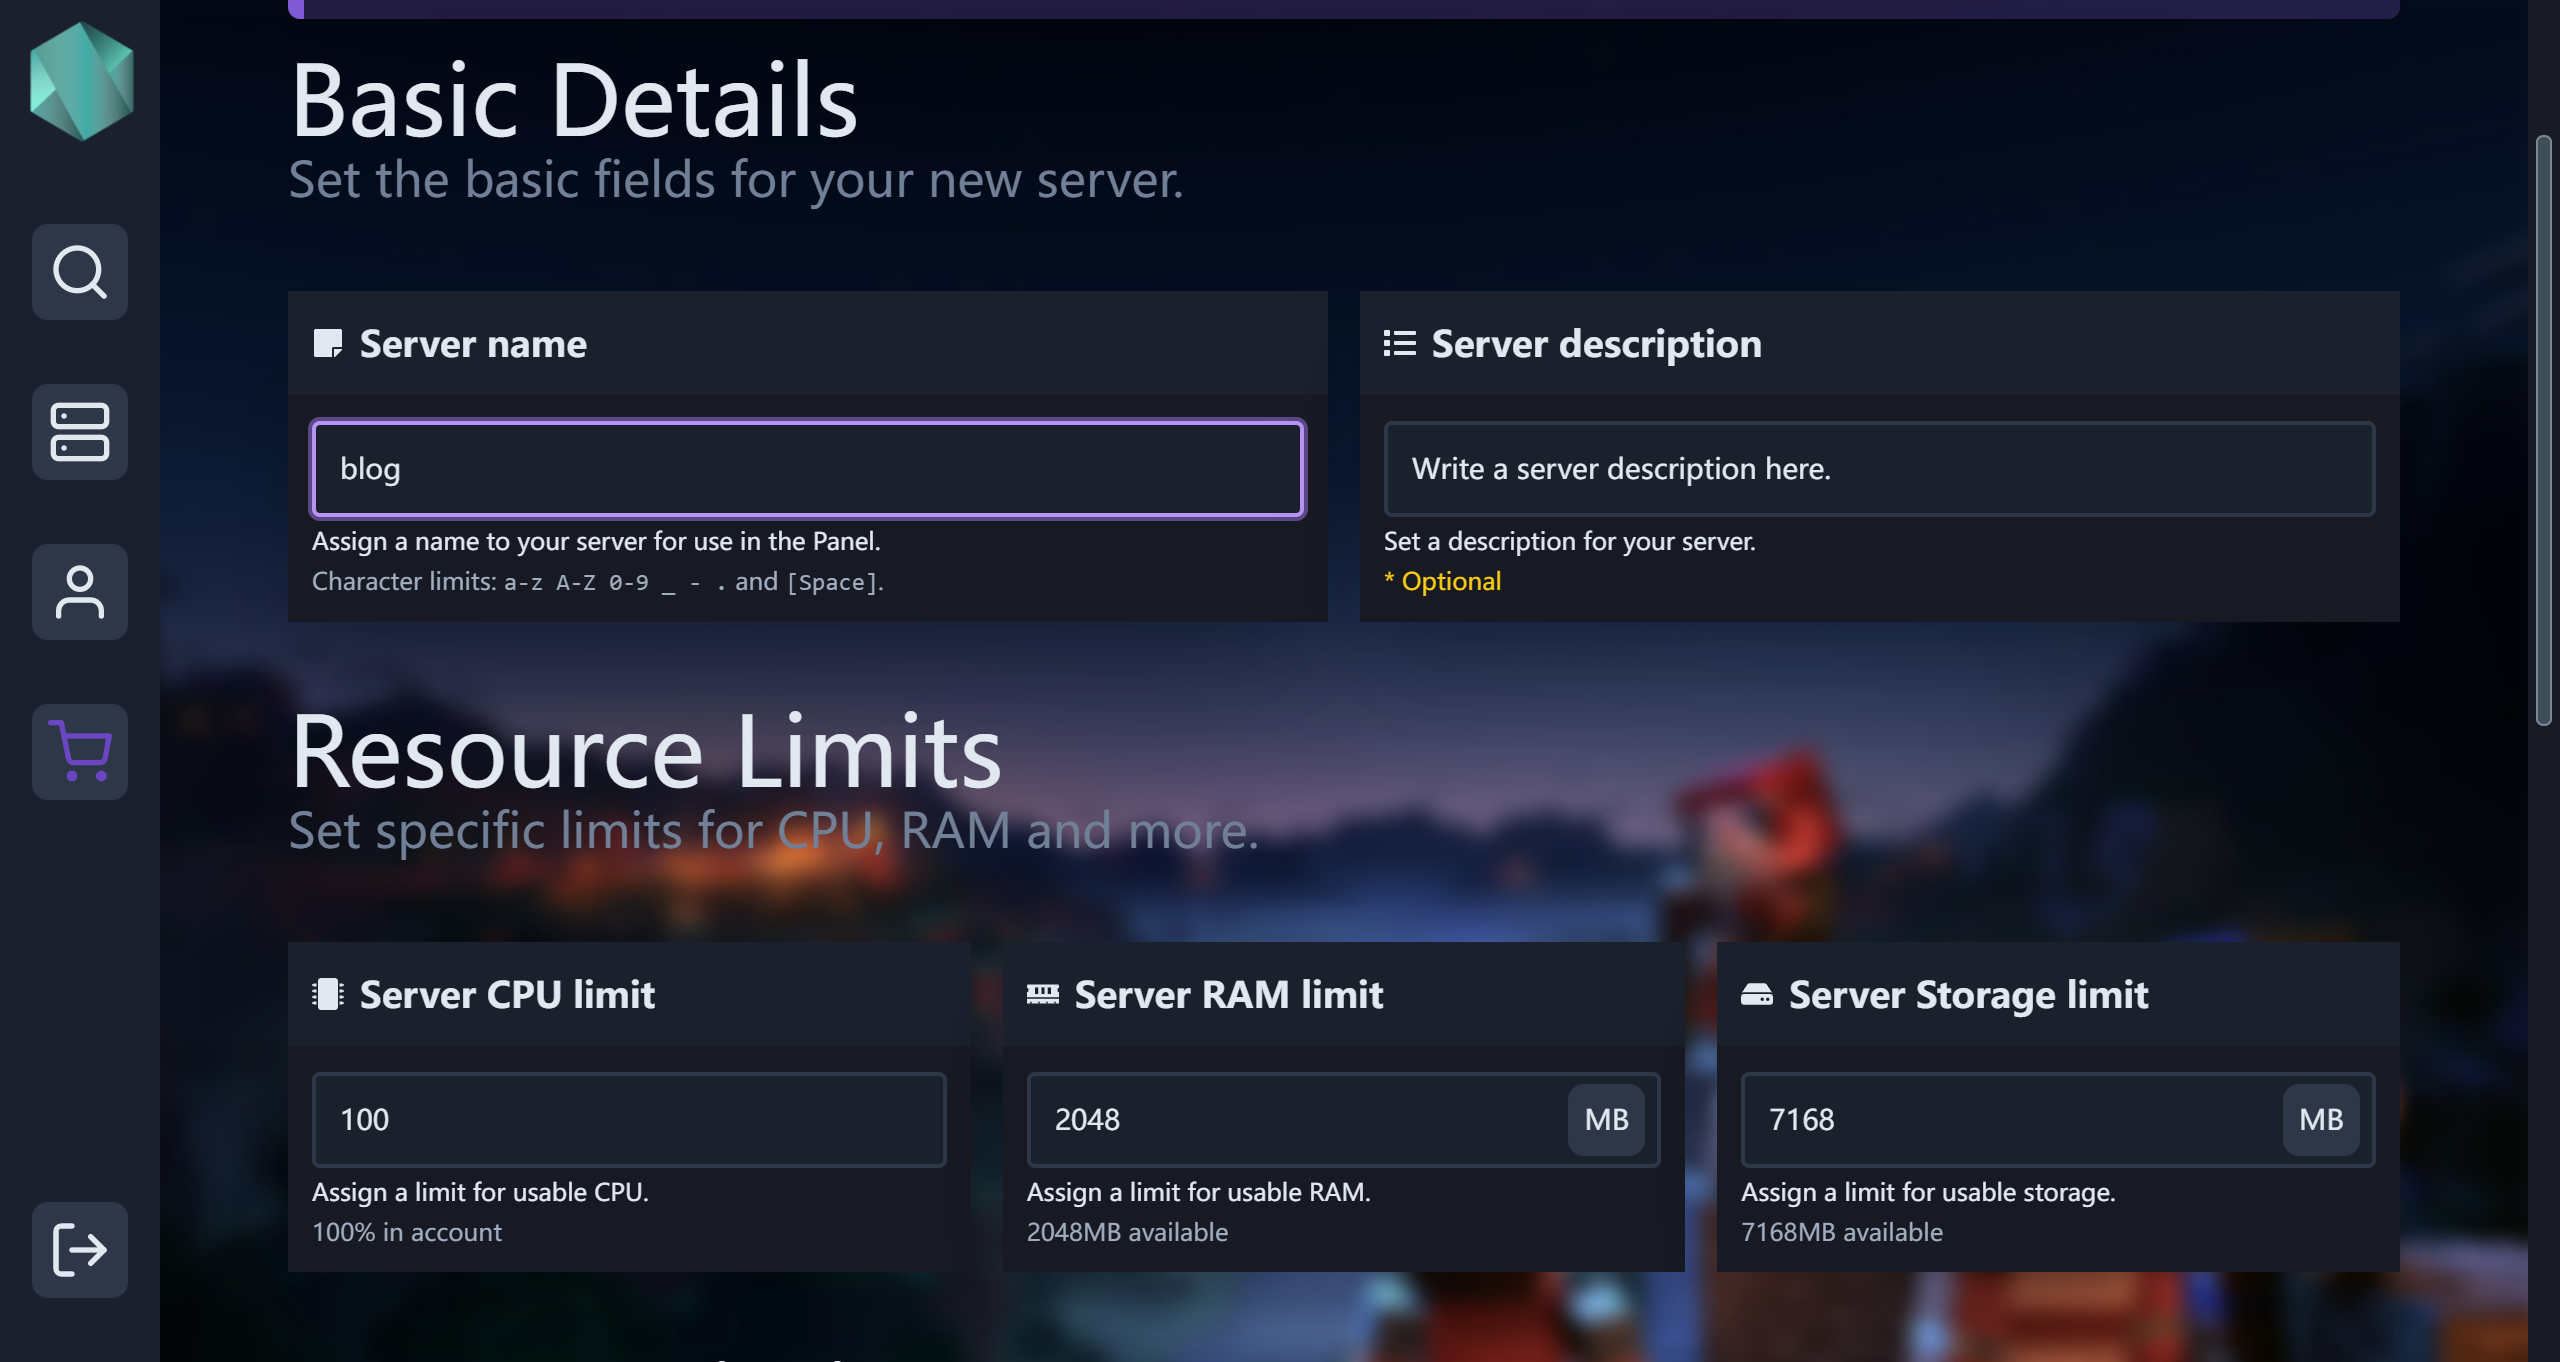 Basic Details
Set the basic fields for your new server.
Server name
blog
Assign a name to your server for use in the Panel.
Character limits: a-z A-Z 0-9 _ - . and [Space].
Server description
Write a server description here.
Set a description for your server.
* Optional
Resource Limits
Set specific limits for CPU, RAM and more.
Server CPU limit
100
Assign a limit for usable CPU.
100% in account
Server RAM limit
2048 MB
Assign a limit for usable RAM.
2048MB available
Server Storage limit
7168 MB
Assign a limit for usable storage.
7168MB available